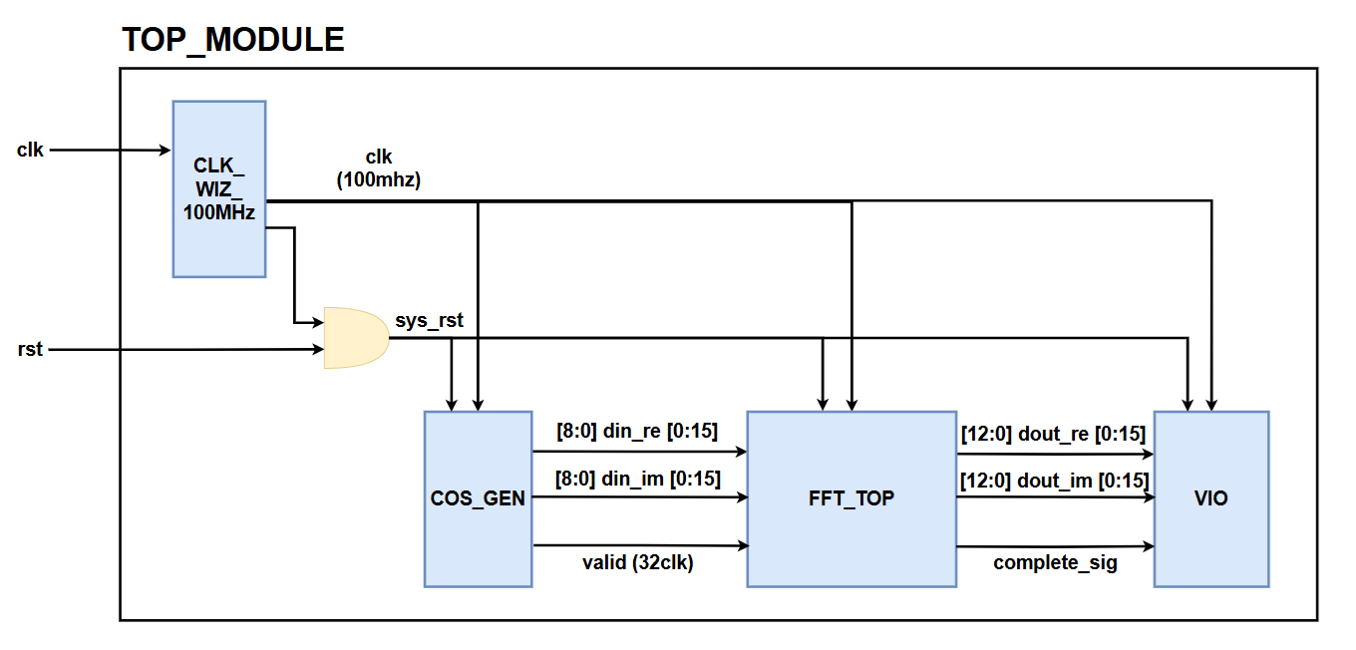 TOP_MODULE
clk
CLK_
WIZ_
100MHz
clk
(100mhz)
rst
sys_rst
COS_GEN
[8:0] din_re [0:15]
[8:0] din_im [0:15]
valid (32clk)
FFT_TOP
[12:0] dout_re [0:15]
[12:0] dout_im [0:15]
complete_sig
VIO